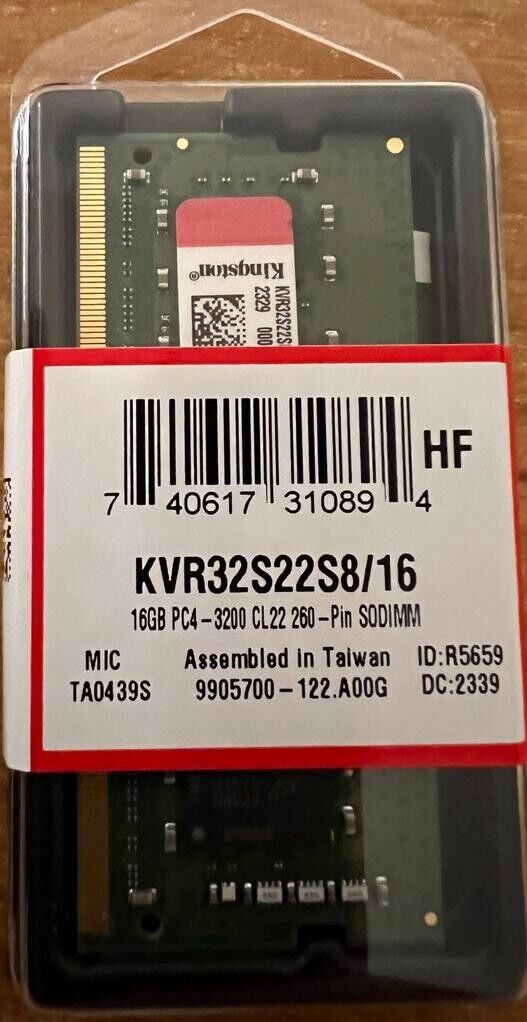 Kingston®
KVR32S22S
2329 000
HF
7 40617 31089 4
KVR32S22S8/16
16GB PC4-3200 CL22 260-Pin SODIMM
MIC Assembled in Taiwan ID:R5659
TA0439S 9905700-122.A00G DC:2339